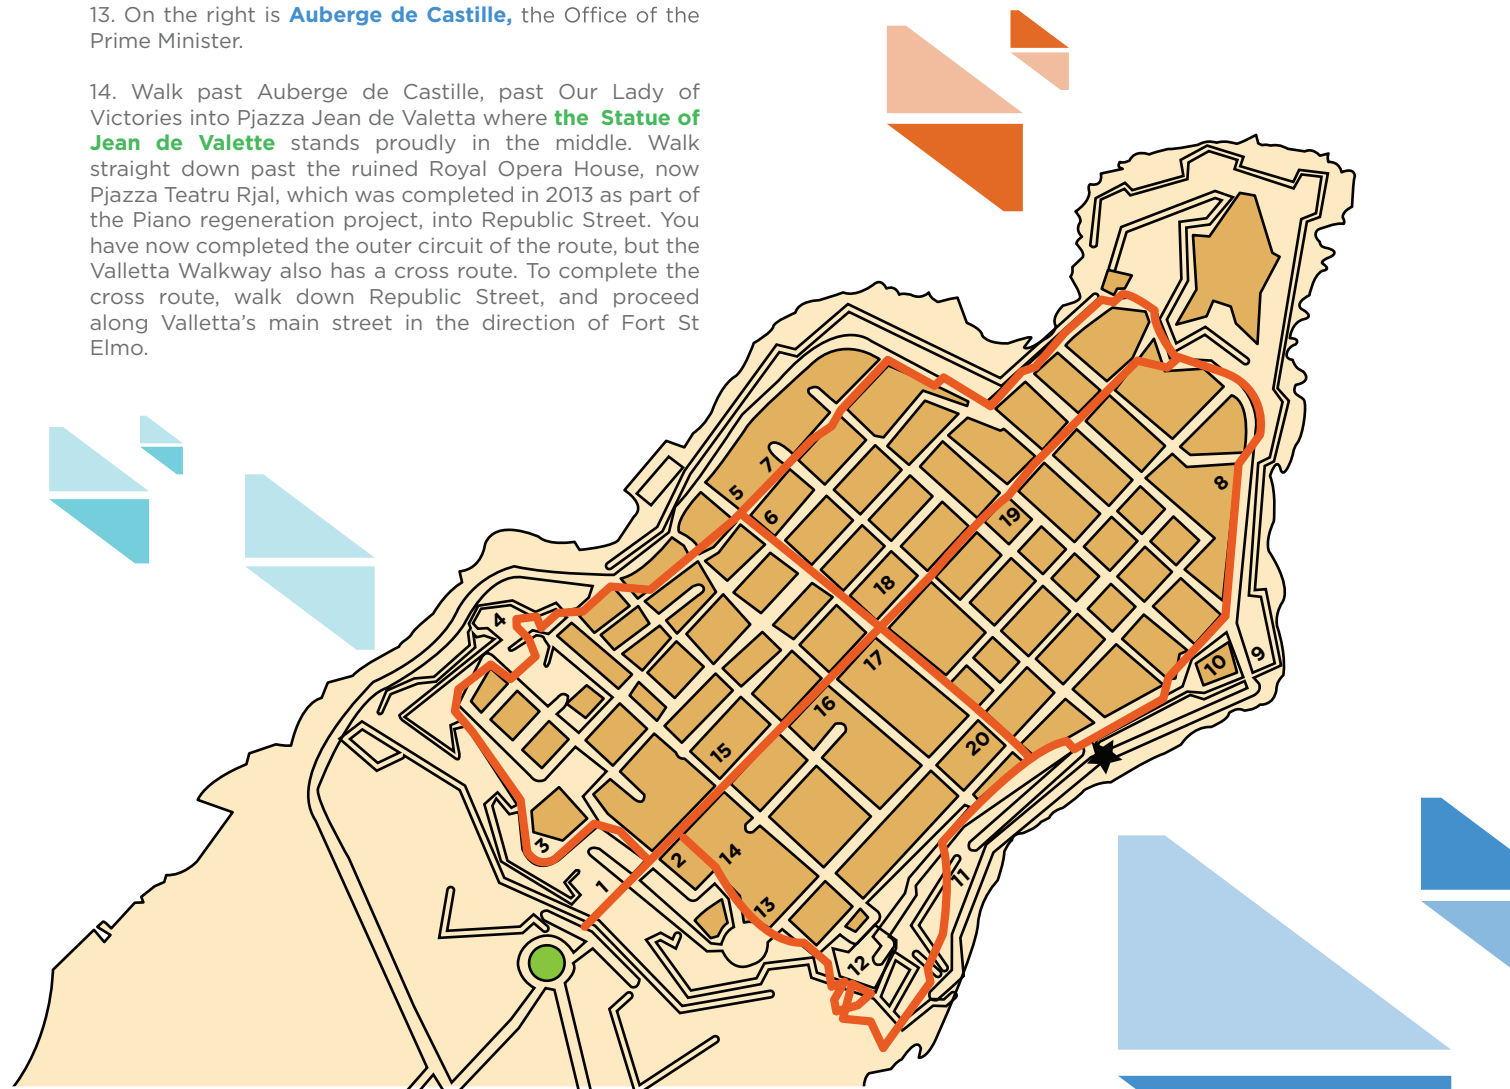 13. On the right is Auberge de Castille, the Office of the
Prime Minister.
14. Walk past Auberge de Castille, past Our Lady of
Victories into Pjazza Jean de Valetta where the Statue of
Jean de Valette stands proudly in the middle. Walk
straight down past the ruined Royal Opera House, now
Pjazza Teatru Rjal, which was completed in 2013 as part of
the Piano regeneration project, into Republic Street. You
have now completed the outer circuit of the route, but the
Valletta Walkway also has a cross route. To complete the
cross route, walk down Republic Street, and proceed
along Valletta's main street in the direction of Fort St
Elmo.
7
5
6
8
19
18
4
17
9
10
16
15
20
3
2
14
1
11
13
12